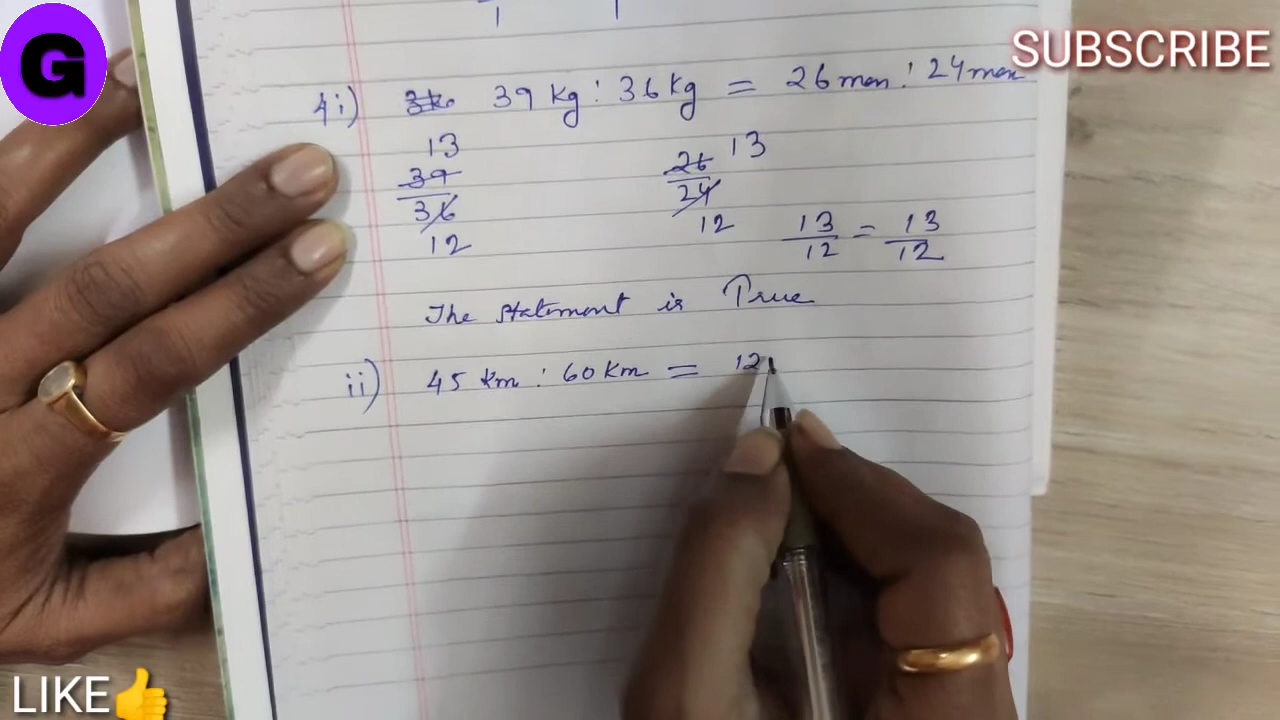 G
SUBSCRIBE
4i) 39 kg : 36 kg = 26 men : 24 men
13 26 13
39 24
36 12 13 = 13
12 12 12
The statement is True
ii) 45 km : 60 km = 12
LIKE👍